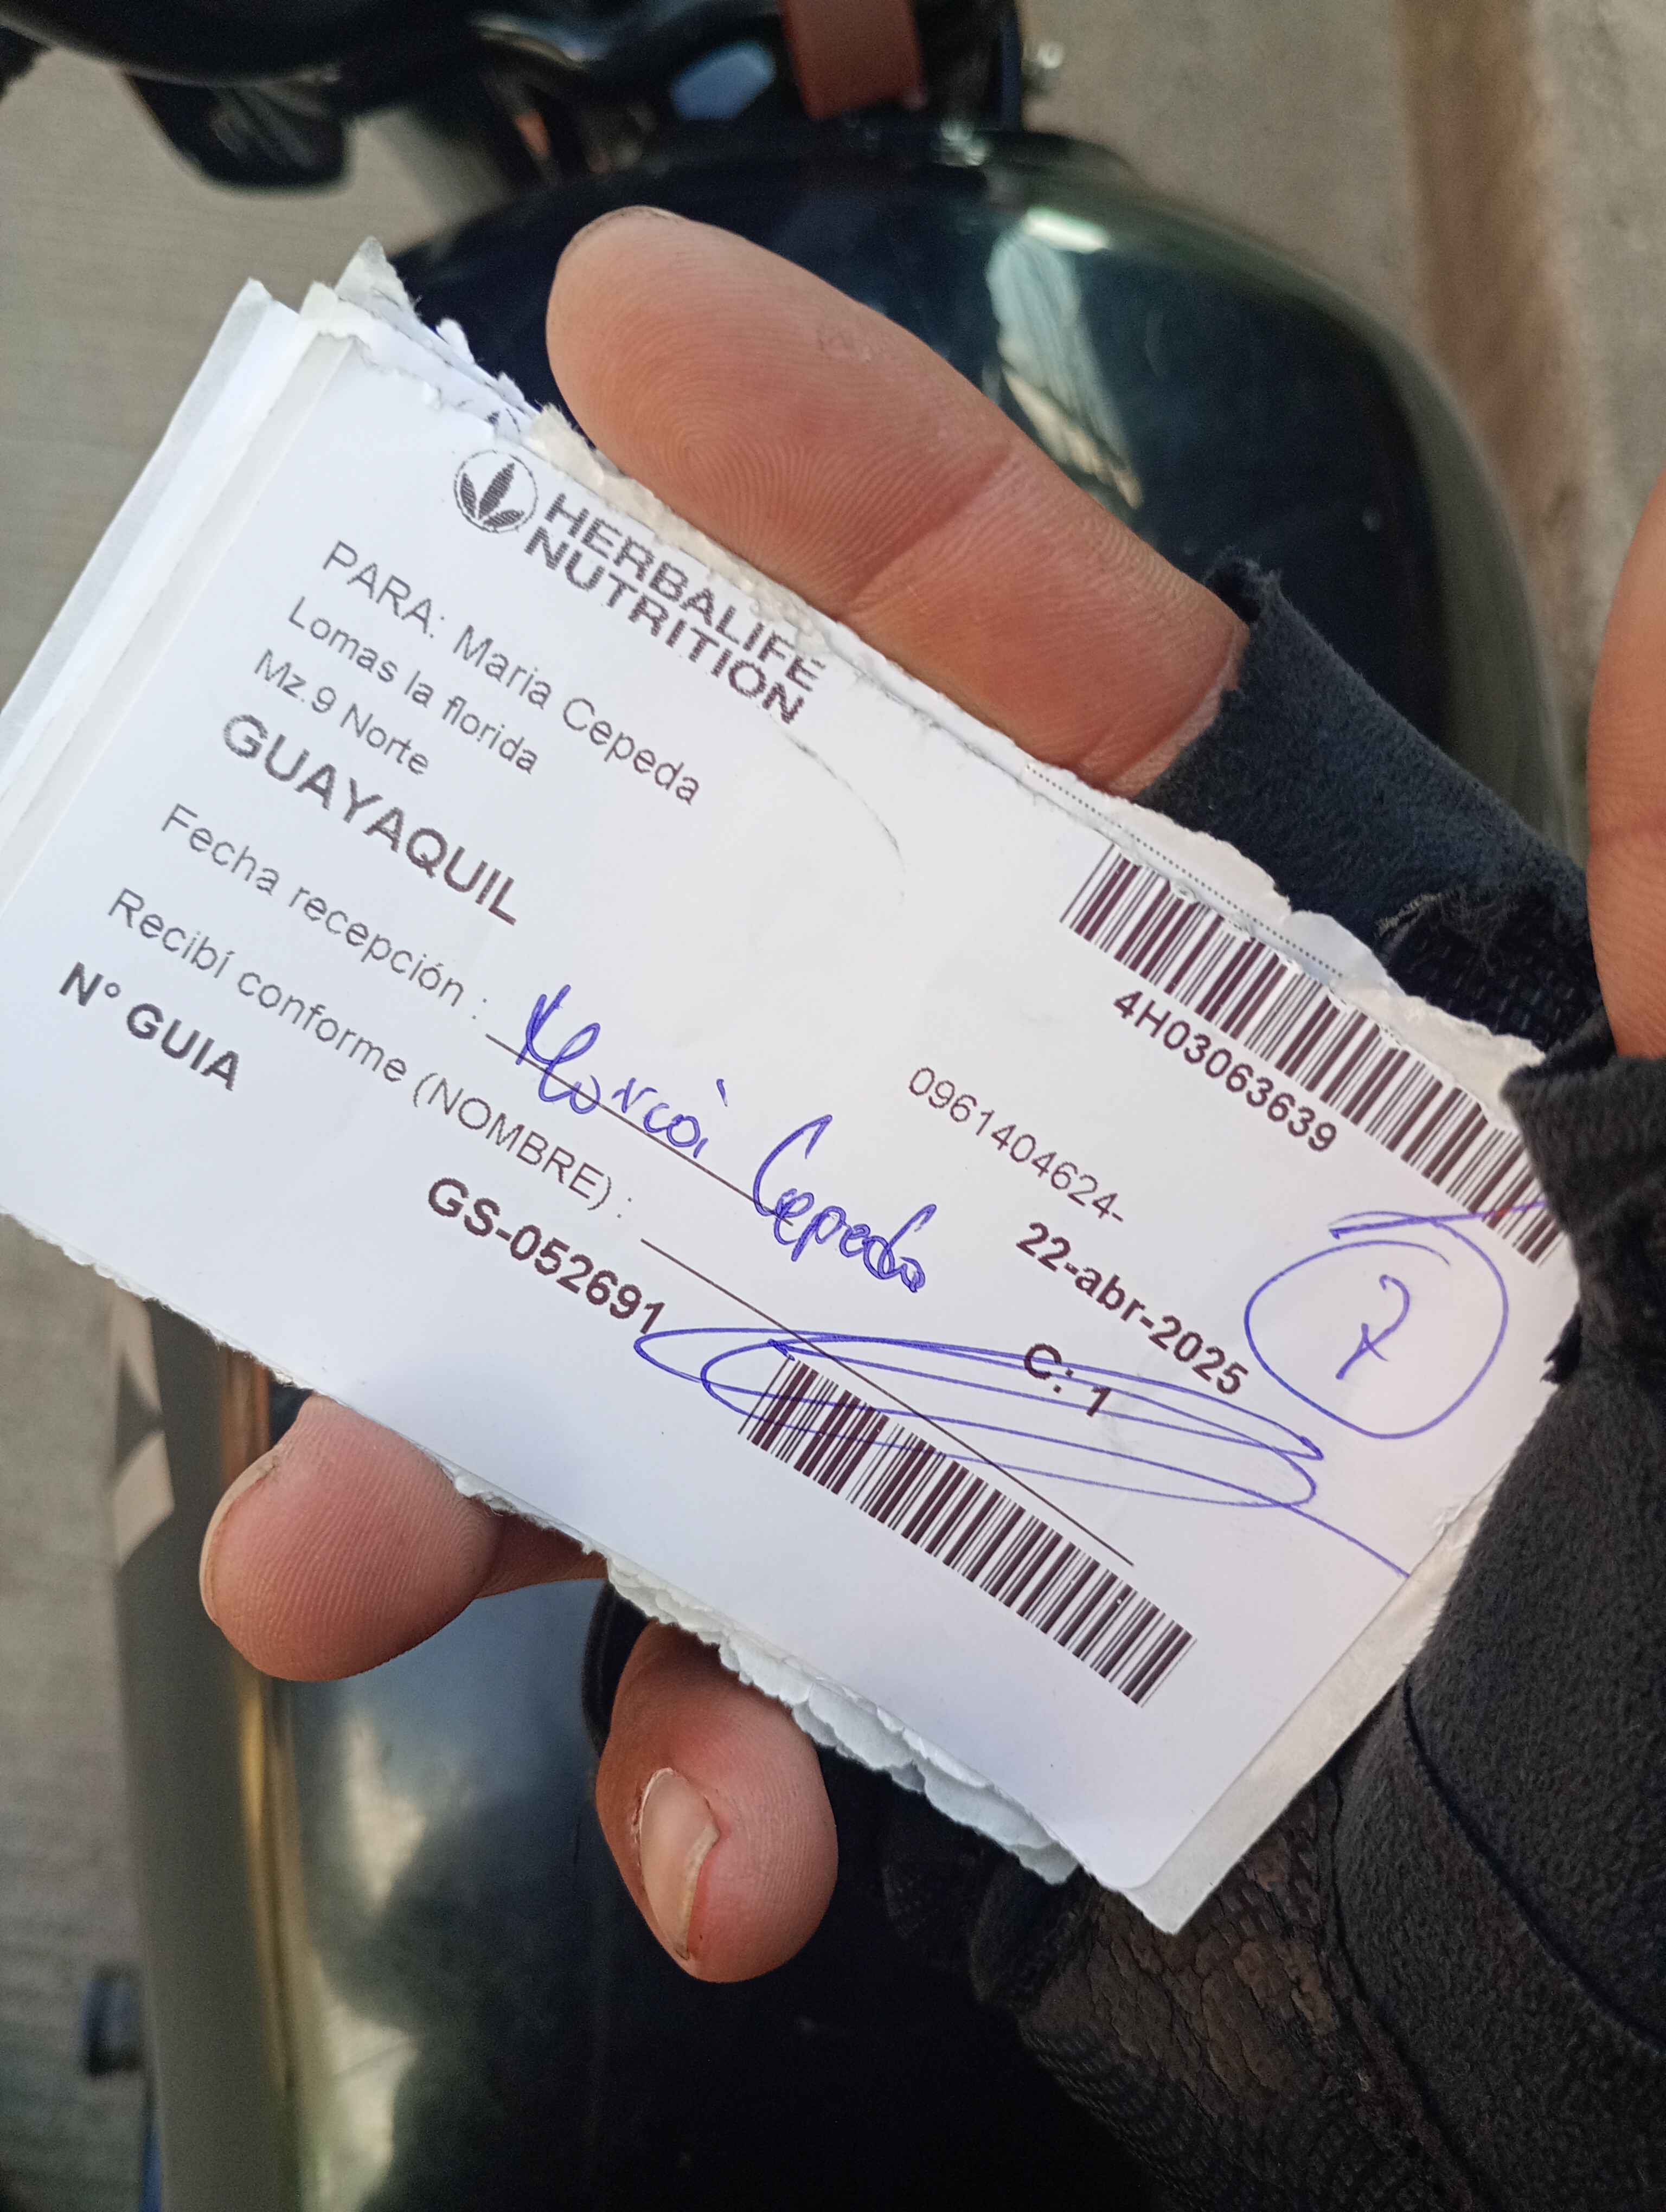 HERBALIFE
NUTRITION
4H03063639
PARA: Maria Cepeda
Lomas la florida
Mz.9 Norte
0961404624-
GUAYAQUIL
22-abr-2025
7
Fecha recepción :
Cepeda
C: 1
Recibí conforme (NOMBRE) :
N° GUIA
GS-052691